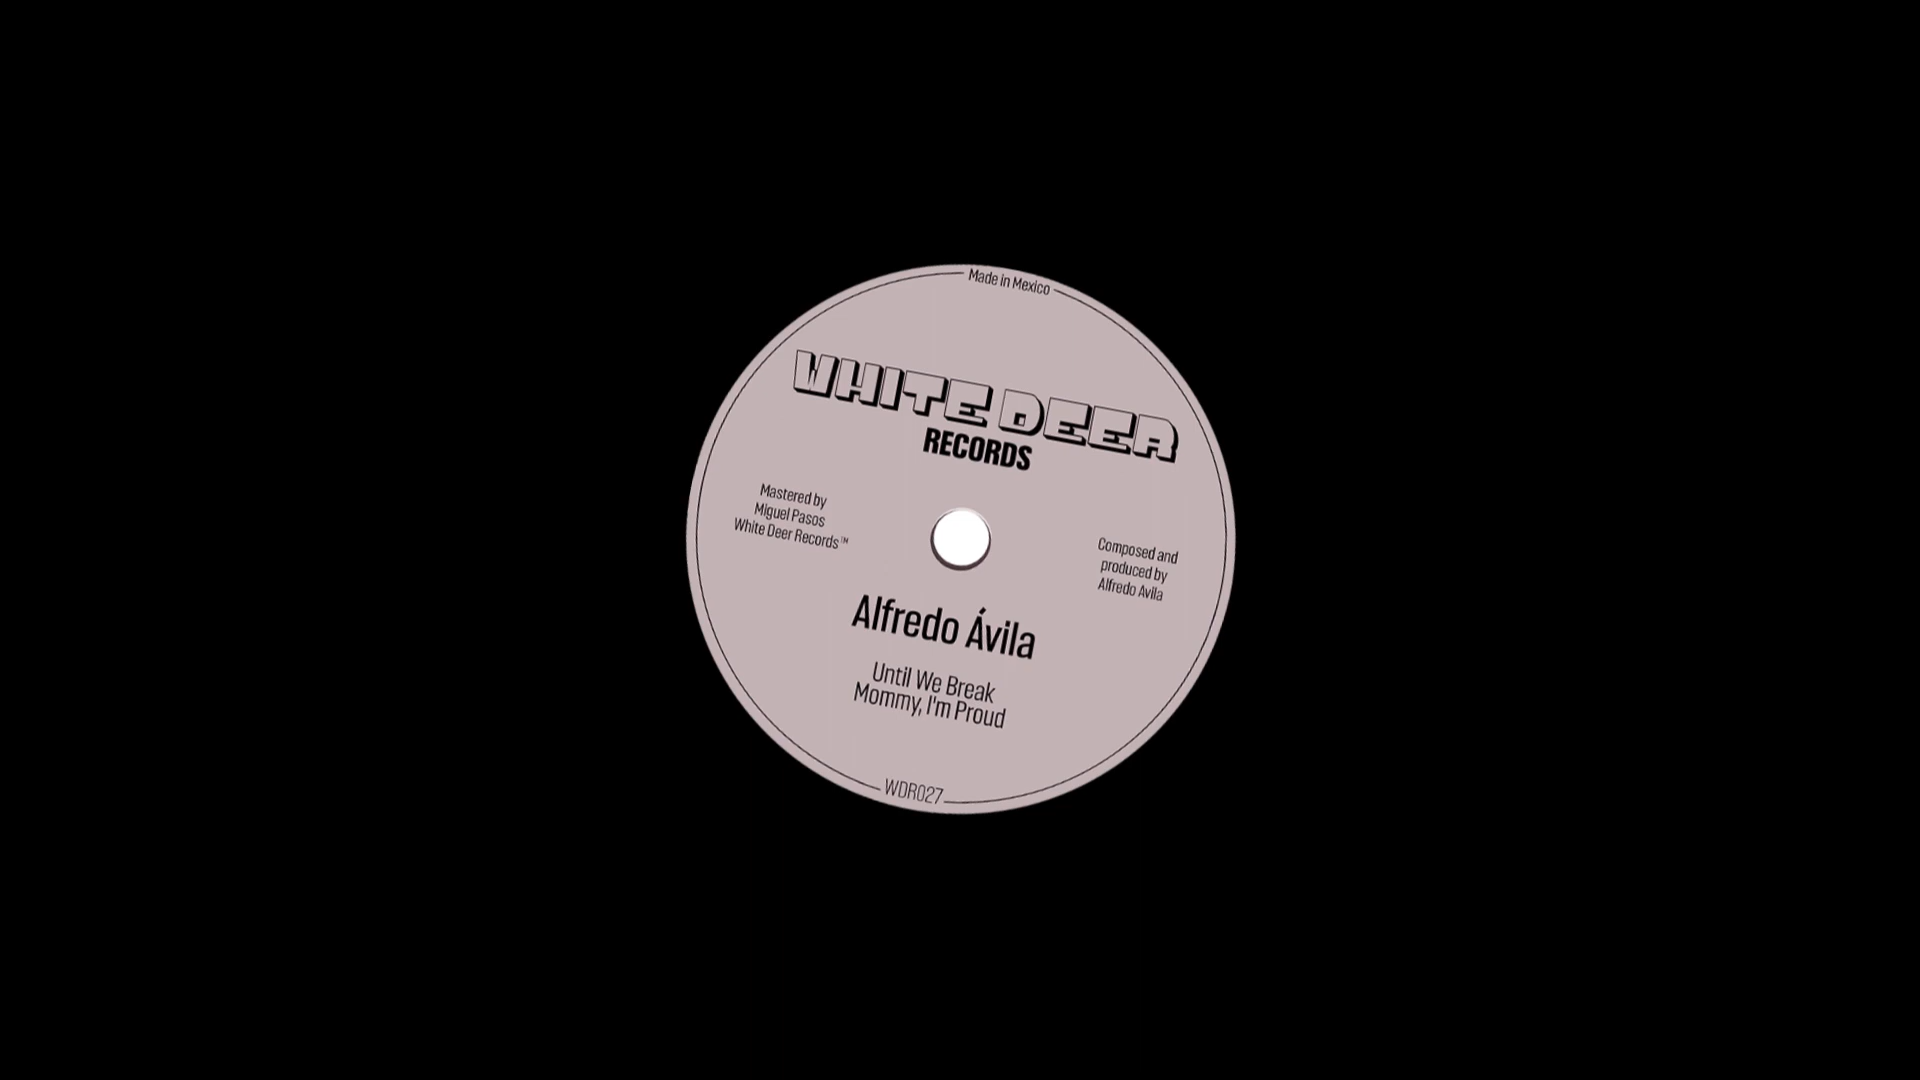 Made in Mexico
WHITE DEER
RECORDS
Mastered by
Miguel Pasos
White Deer Records™
Composed and
produced by
Alfredo Avila
Alfredo Ávila
Until We Break
Mommy, I'm Proud
WDR027